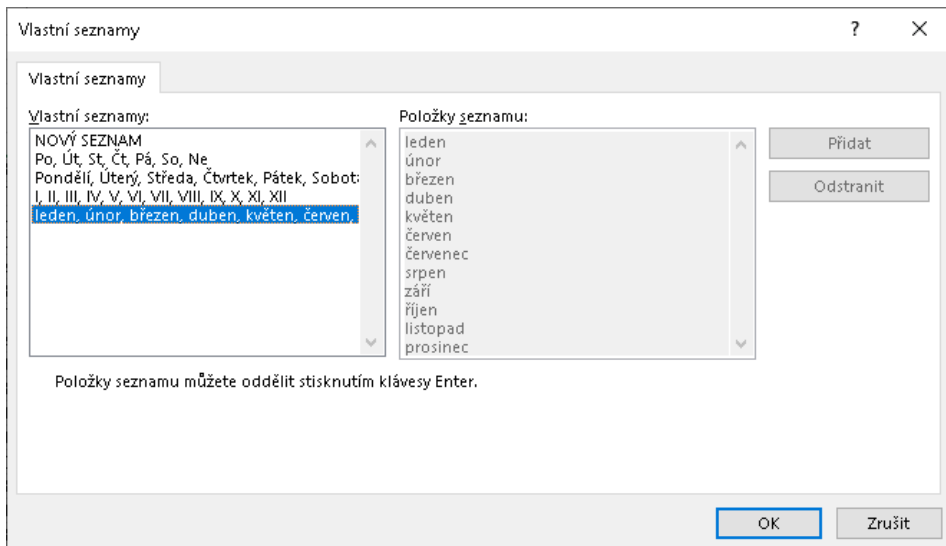 Vlastní seznamy
Vlastní seznamy
Vlastní seznamy:
NOVÝ SEZNAM
Po, Út, St, Čt, Pá, So, Ne
Pondělí, Úterý, Středa, Čtvrtek, Pátek, Sobot
I, II, III, IV, V, VI, VII, VIII, IX, X, XI, XII
leden, únor, březen, duben, květen, červen,
Položky seznamu:
leden
únor
březen
duben
květen
červen
červenec
srpen
září
říjen
listopad
prosinec
Přidat
Odstranit
Položky seznamu můžete oddělit stisknutím klávesy Enter.
OK
Zrušit